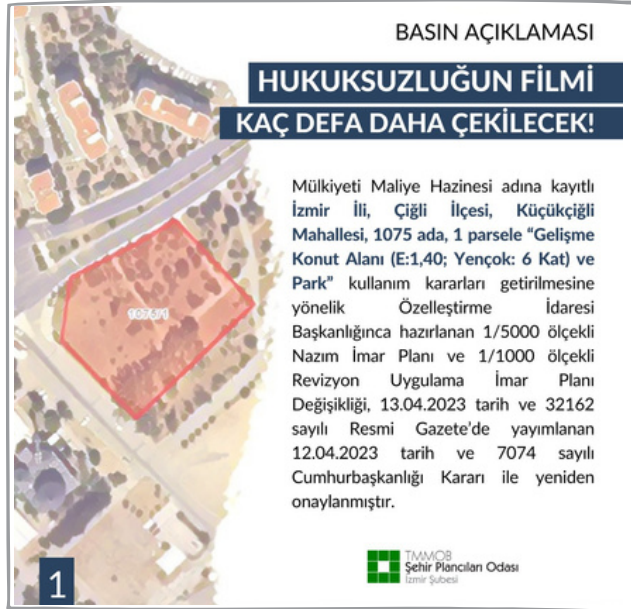 BASIN AÇIKLAMASI
HUKUKSUZLUĞUN FİLMİ
KAÇ DEFA DAHA ÇEKİLECEK!
Mülkiyeti Maliye Hazinesi adına kayıtlı
İzmir İli, Çiğli İlçesi, Küçükçiğli
Mahallesi, 1075 ada, 1 parsele “Gelişme
Konut Alanı (E:1,40; Yençok: 6 Kat) ve
Park” kullanım kararları getirilmesine
yönelik Özelleştirme İdaresi
Başkanlığınca hazırlanan 1/5000 ölçekli
Nazım İmar Planı ve 1/1000 ölçekli
Revizyon Uygulama İmar Planı
Değişikliği, 13.04.2023 tarih ve 32162
sayılı Resmi Gazete’de yayımlanan
12.04.2023 tarih ve 7074 sayılı
Cumhurbaşkanlığı Kararı ile yeniden
onaylanmıştır.
1075/1
1
TMMOB
Şehir Plancıları Odası
İzmir Şubesi